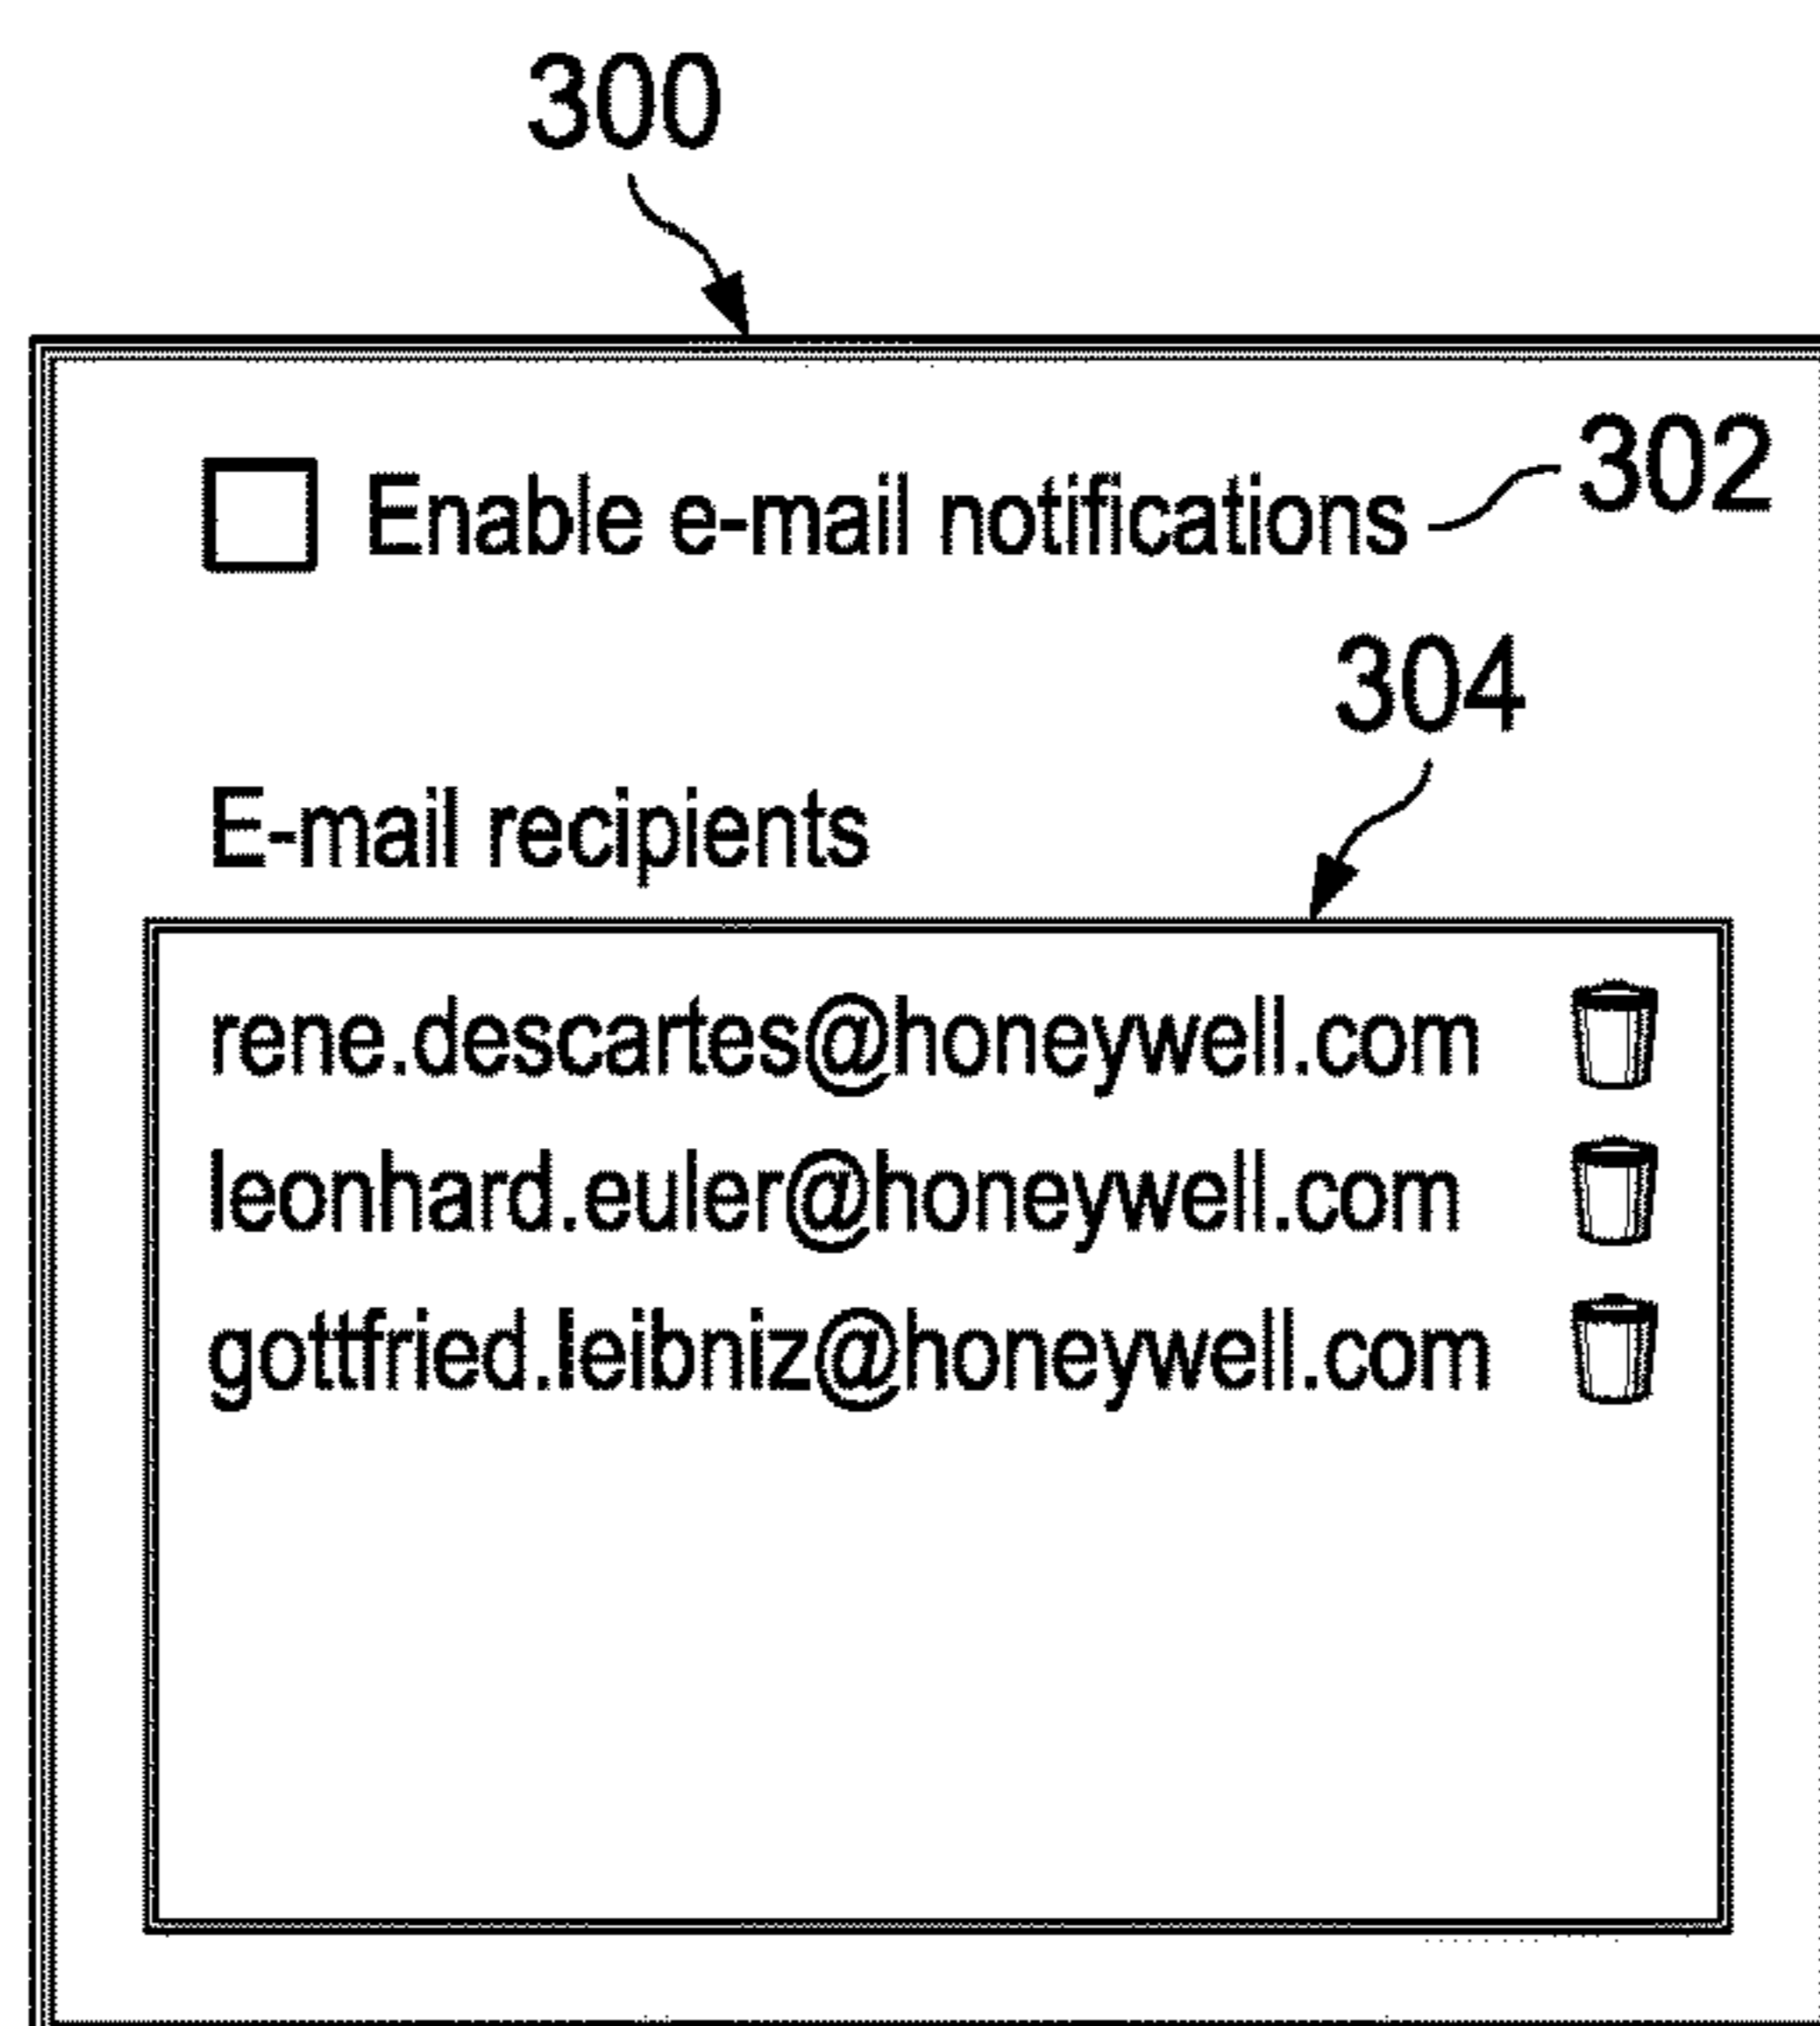 300
Enable e-mail notifications 302
304
E-mail recipients
rene.descartes@honeywell.com
leonhard.euler@honeywell.com
gottfried.leibniz@honeywell.com